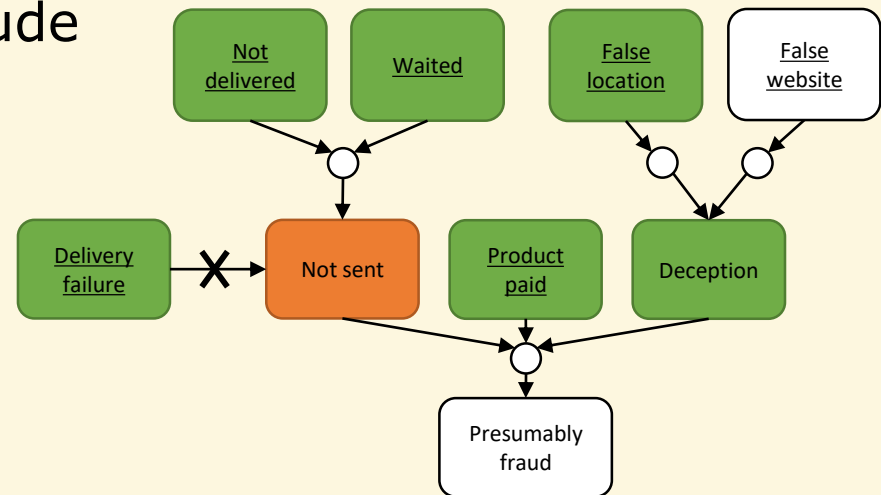 ude
Not
delivered
Waited
False
location
False
website
Delivery
failure
Not sent
Product
paid
Deception
Presumably
fraud